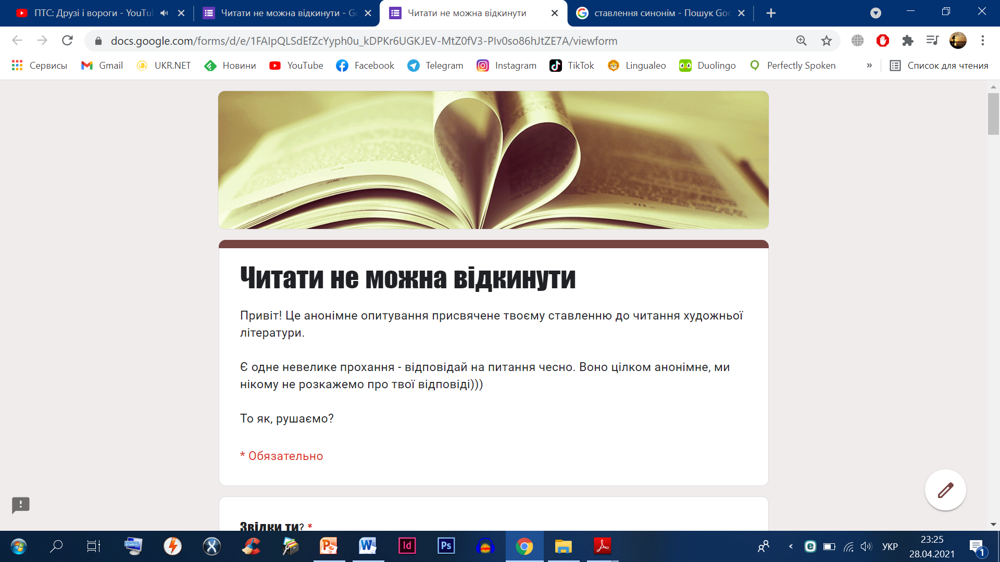 ПТС: Друзі і вороги - YouTu
Читати не можна відкинути - Go
Читати не можна відкинути
ставлення синонім - Пошук Goo
docs.google.com/forms/d/e/1FAIpQLSdEfZcYyph0u_kDPKr6UGKJEV-MtZ0fV3-PIv0so86hJtZE7A/viewform
Сервисы
Gmail
UKR.NET
Новини
YouTube
Facebook
Telegram
Instagram
TikTok
Lingualeo
Duolingo
Perfectly Spoken
»
Список для чтения
Читати не можна відкинути
Привіт! Це анонімне опитування присвячене твоєму ставленню до читання художньої
літератури.
Є одне невелике прохання - відповідай на питання чесно. Воно цілком анонімне, ми
нікому не розкажемо про твої відповіді)))
То як, рушаємо?
* Обязательно
Звідки ти? *
УКР
23:25
28.04.2021
1